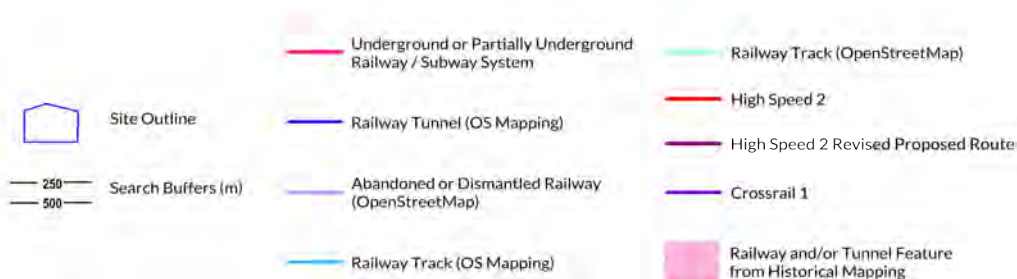 Site Outline
250
500
Search Buffers (m)
Underground or Partially Underground
Railway / Subway System
Railway Tunnel (OS Mapping)
Abandoned or Dismantled Railway
(OpenStreetMap)
Railway Track (OS Mapping)
Railway Track (OpenStreetMap)
High Speed 2
High Speed 2 Revised Proposed Route
Crossrail 1
Railway and/or Tunnel Feature
from Historical Mapping